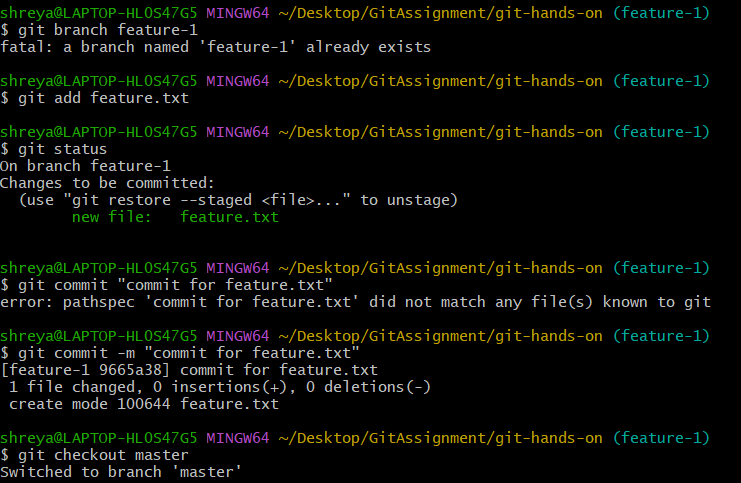 shreya@LAPTOP-HLOS47G5 MINGW64 ~/Desktop/GitAssignment/git-hands-on (feature-1)
$ git branch feature-1
fatal: a branch named 'feature-1' already exists
shreya@LAPTOP-HLOS47G5 MINGW64 ~/Desktop/GitAssignment/git-hands-on (feature-1)
$ git add feature.txt
shreya@LAPTOP-HLOS47G5 MINGW64 ~/Desktop/GitAssignment/git-hands-on (feature-1)
$ git status
On branch feature-1
Changes to be committed:
  (use "git restore --staged <file>..." to unstage)
        new file:   feature.txt
shreya@LAPTOP-HLOS47G5 MINGW64 ~/Desktop/GitAssignment/git-hands-on (feature-1)
$ git commit "commit for feature.txt"
error: pathspec 'commit for feature.txt' did not match any file(s) known to git
shreya@LAPTOP-HLOS47G5 MINGW64 ~/Desktop/GitAssignment/git-hands-on (feature-1)
$ git commit -m "commit for feature.txt"
[feature-1 9665a38] commit for feature.txt
 1 file changed, 0 insertions(+), 0 deletions(-)
 create mode 100644 feature.txt
shreya@LAPTOP-HLOS47G5 MINGW64 ~/Desktop/GitAssignment/git-hands-on (feature-1)
$ git checkout master
Switched to branch 'master'